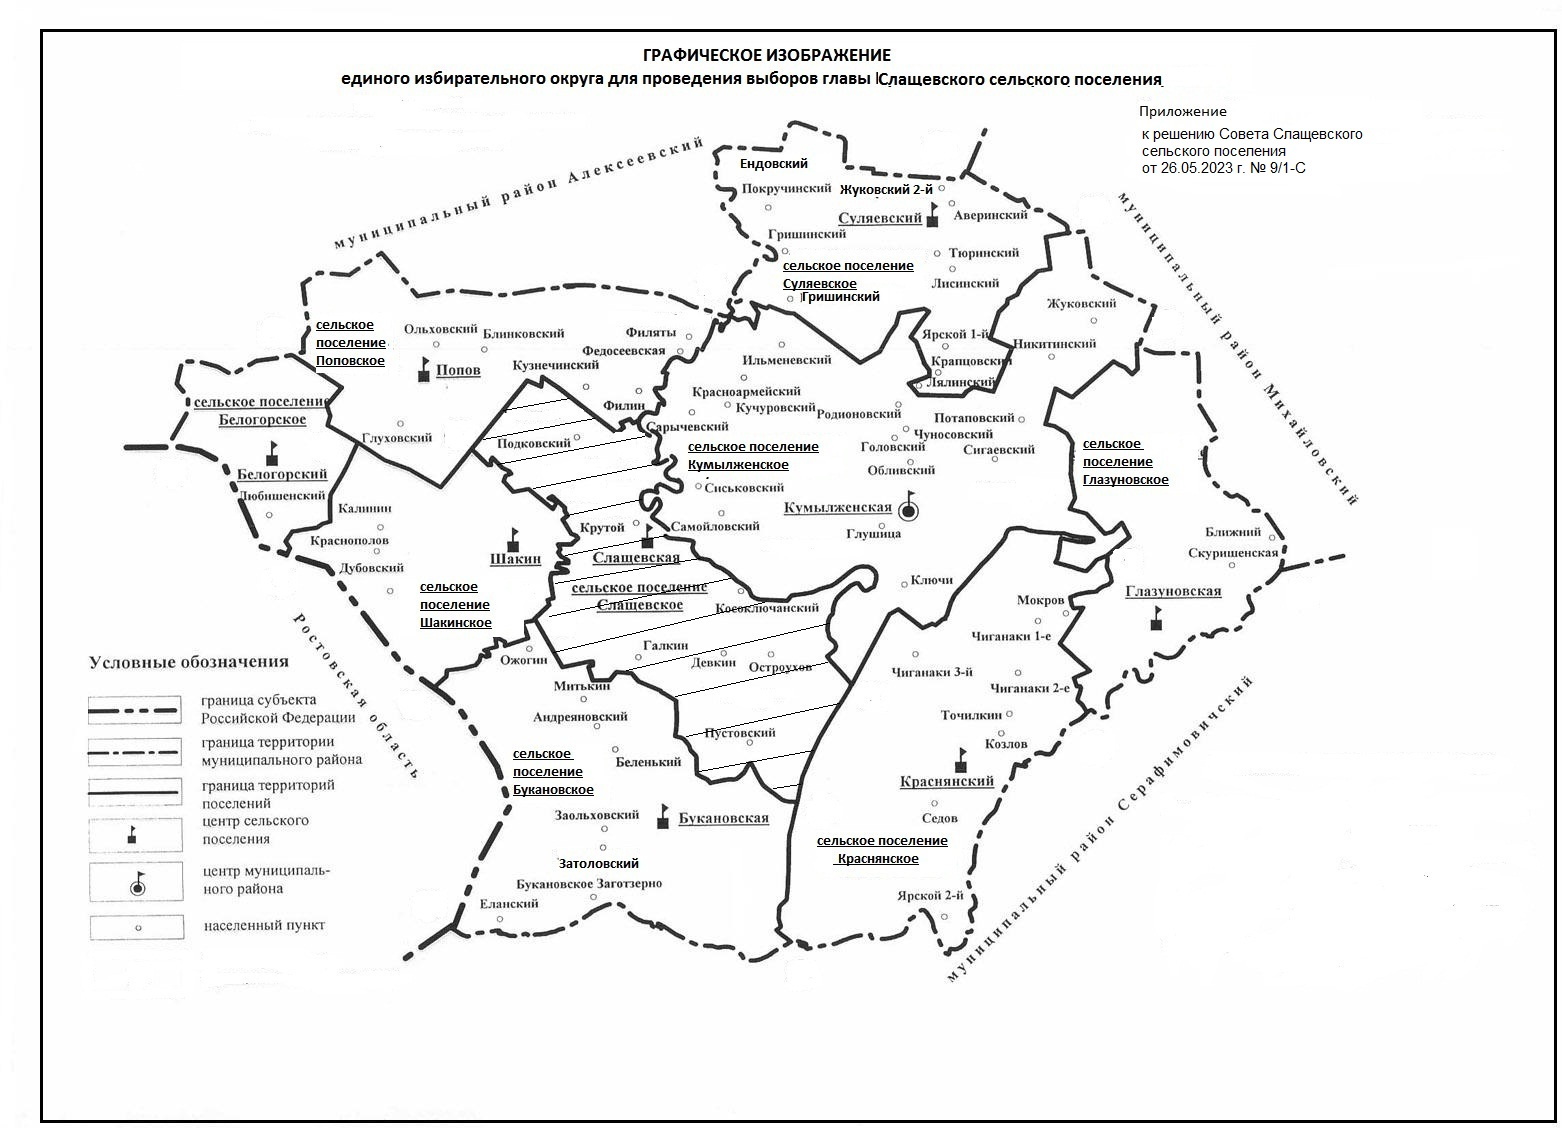 ГРАФИЧЕСКОЕ ИЗОБРАЖЕНИЕ
единого избирательного округа для проведения выборов главы Слащевского сельского поселения
Приложение
к решению Совета Слащевского
сельского поселения
от 26.05.2023 г. № 9/1-С
муниципальный район Алексеевский
Ендовский
Покручинский
Жуковский 2-й
Суляевский
Аверинский
Гришинский
Тюринский
сельское поселение
Суляевское
Лисинский
Гришинский
муниципальный район Михайловский
Жуковский
Никитинский
Ярской 1-й
Крапцовский
Лялинский
сельское
поселение
Поповское
Ольховский
Блинковский
Филяты
Федосеевская
Кузнечинский
Попов
Филин
Глуховский
сельское поселение
Белогорское
Белогорский
Любишенский
Калинин
Краснополов
Дубовский
Подковский
Ильменевский
Красноармейский
Кучуровский
Сарычевский
Родионовский
Потаповский
Чуносовский
Головский
Сигаевский
Обливский
сельское поселение
Кумылженское
Сиськовский
Кумылженская
Самойловский
Глушица
Ключи
сельское
поселение
Глазуновское
Ближний
Скуришенская
Глазуновская
Шакин
сельское
поселение
Шакинское
Крутой
Слащевская
сельское поселение
Слащевское
Косоключанский
Галкин
Девкин
Остроухов
Пустовский
Ожогин
Митькин
Андреяновский
Беленький
сельское
поселение
Букановское
Заольховский
Букановская
Затоловский
Букановское Заготзерно
Еланский
Мокров
Чиганаки 1-е
Чиганаки 3-й
Чиганаки 2-е
Точилкин
Козлов
Краснянский
Седов
сельское поселение
Краснянское
Ярской 2-й
муниципальный район Серафимовичский
Ростовская область
Условные обозначения
граница субъекта
Российской Федерации
граница территории
муниципального района
граница территорий
поселений
центр сельского
поселения
центр муниципаль-
ного района
населенный пункт